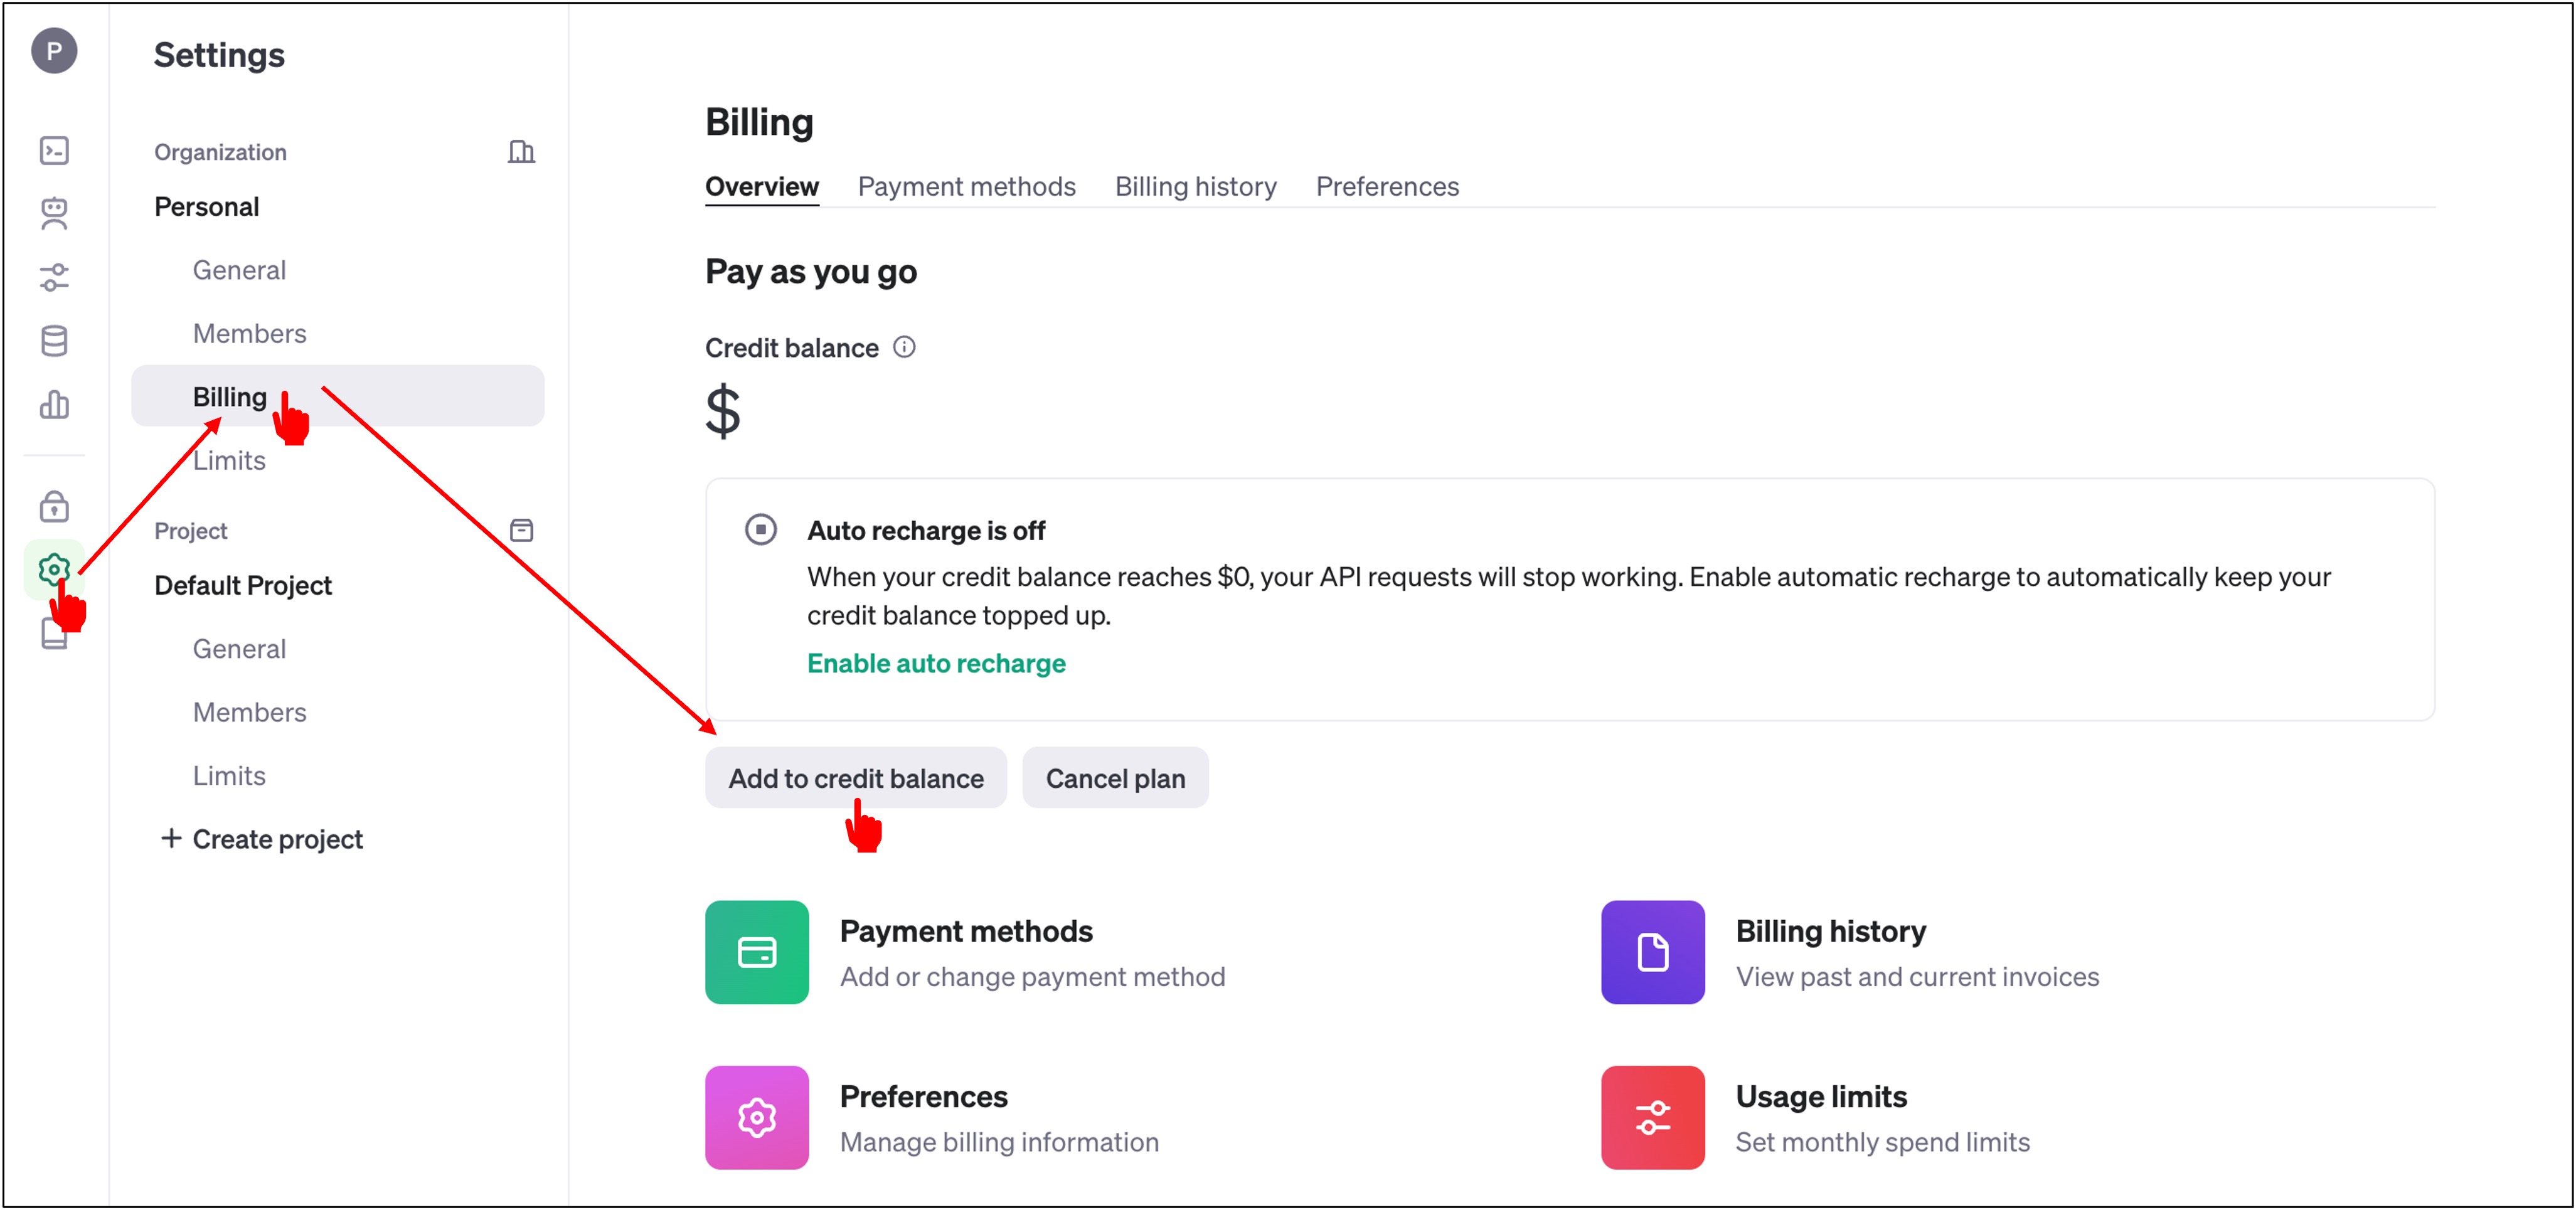 P
Settings
Organization
Personal
General
Members
Billing
Limits
Project
Default Project
General
Members
Limits
+ Create project
Billing
Overview Payment methods Billing history Preferences
Pay as you go
Credit balance
$
Auto recharge is off
When your credit balance reaches $0, your API requests will stop working. Enable automatic recharge to automatically keep your
credit balance topped up.
Enable auto recharge
Add to credit balance Cancel plan
Payment methods
Add or change payment method
Billing history
View past and current invoices
Preferences
Manage billing information
Usage limits
Set monthly spend limits